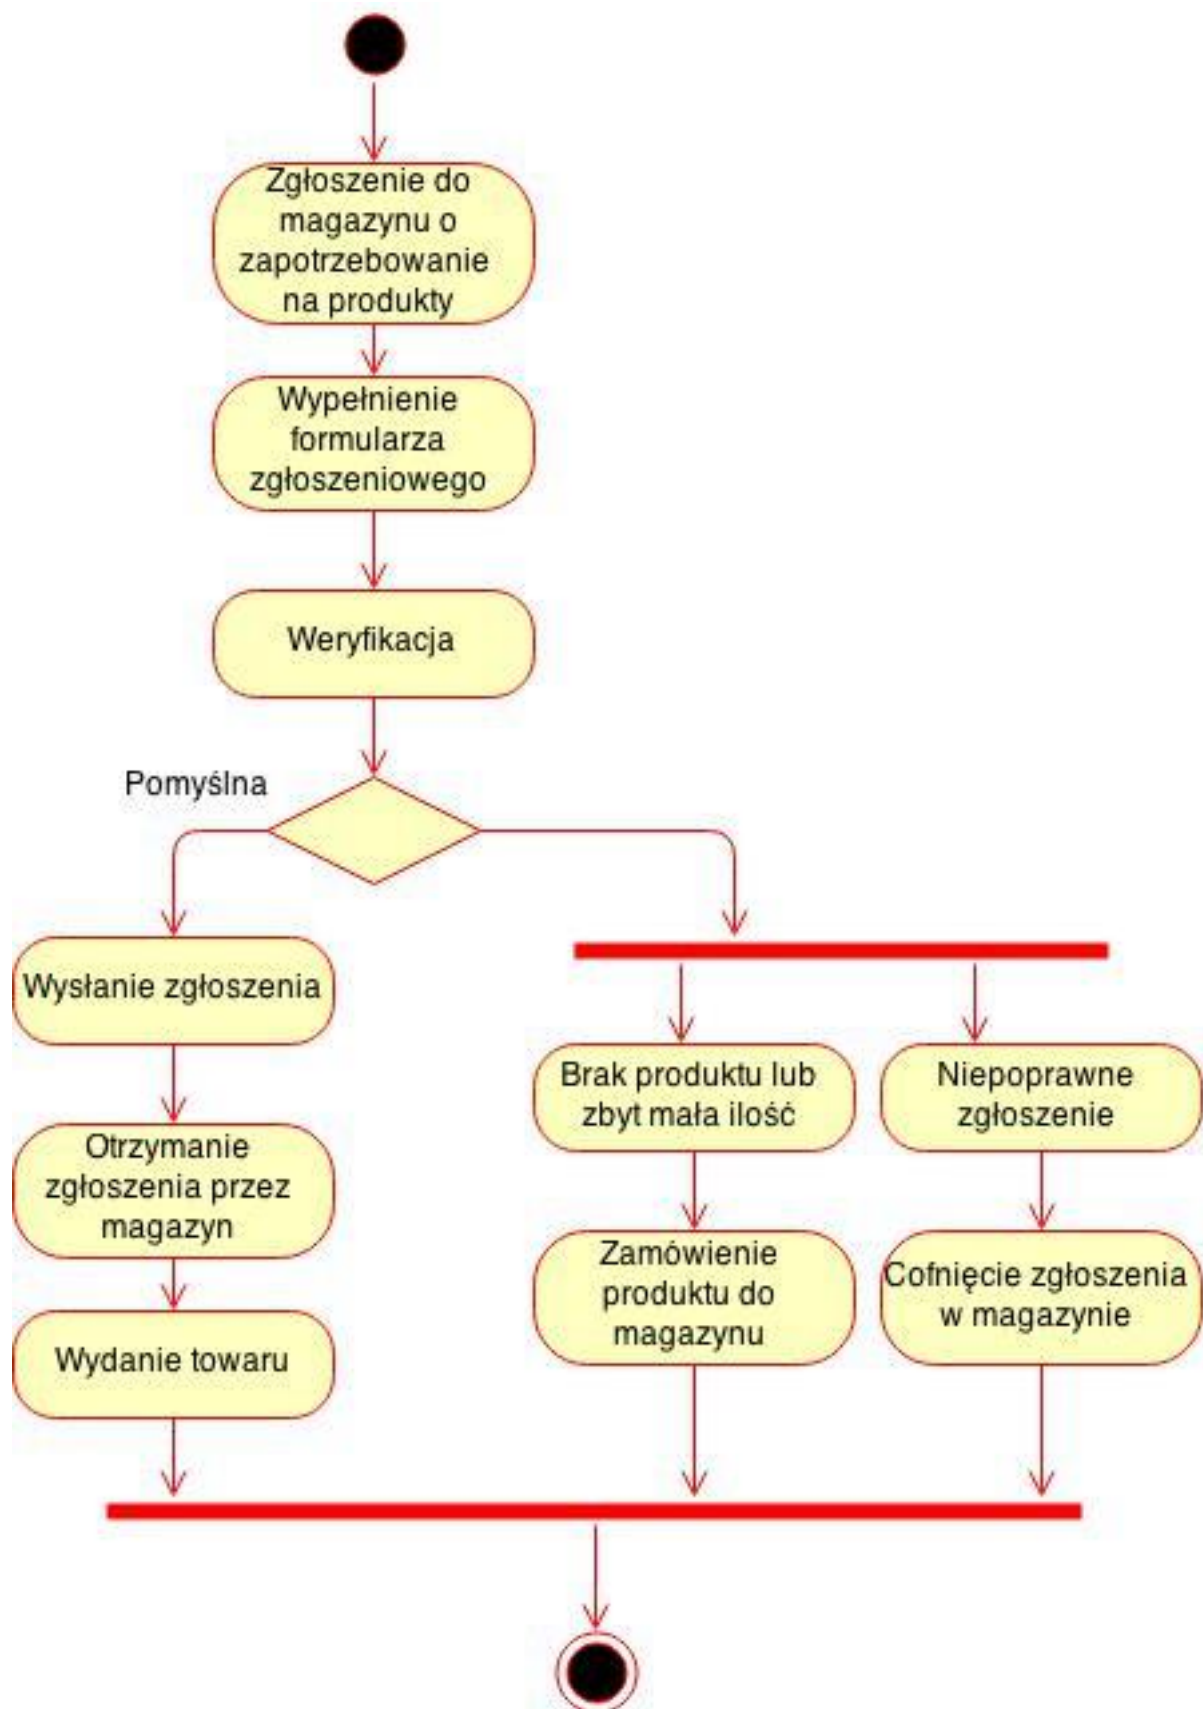 Zgłoszenie do
magazynu o
zapotrzebowanie
na produkty
Wypełnienie
formularza
zgłoszeniowego
Weryfikacja
Pomyślna
Wysłanie zgłoszenia
Otrzymanie
zgłoszenia przez
magazyn
Wydanie towaru
Brak produktu lub
zbyt mała ilość
Zamówienie
produktu do
magazynu
Niepoprawne
zgłoszenie
Cofnięcie zgłoszenia
w magazynie